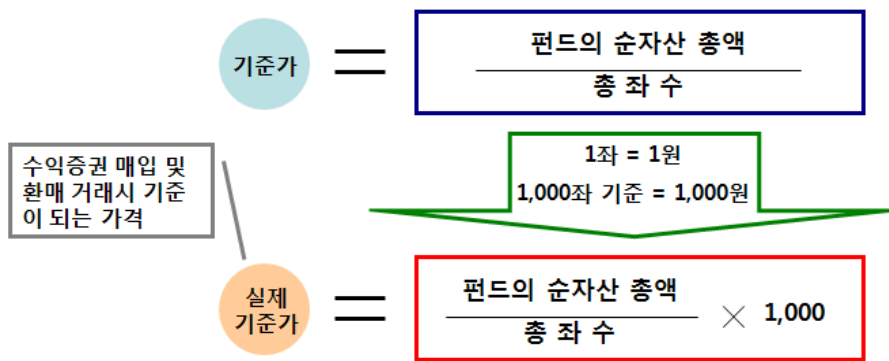 기준가
=
펀드의 순자산 총액
총 좌 수
수익증권 매입 및
환매 거래시 기준
이 되는 가격
1좌 = 1원
1,000좌 기준 = 1,000원
실제
기준가
=
펀드의 순자산 총액
총 좌 수
× 1,000